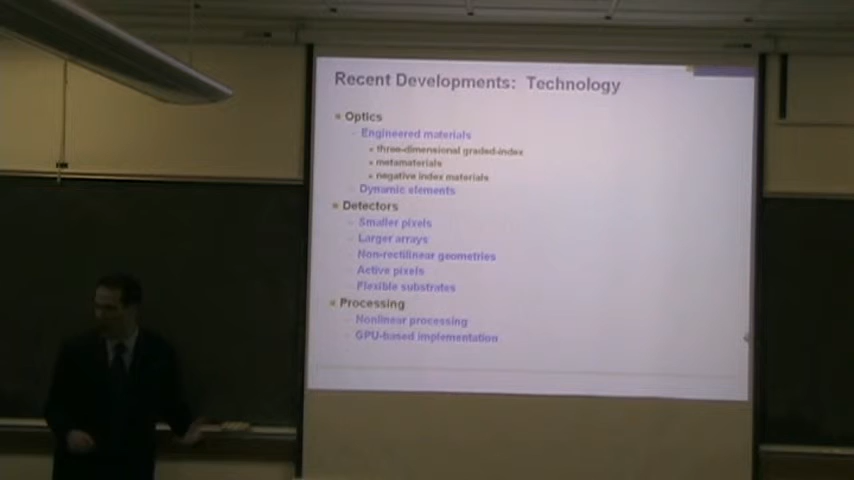 Recent Developments: Technology
Optics
Engineered materials
three-dimensional graded-index
metamaterials
negative index materials
Dynamic elements
Detectors
Smaller pixels
Larger arrays
Non-rectilinear geometries
Active pixels
Flexible substrates
Processing
Nonlinear processing
GPU-based implementation